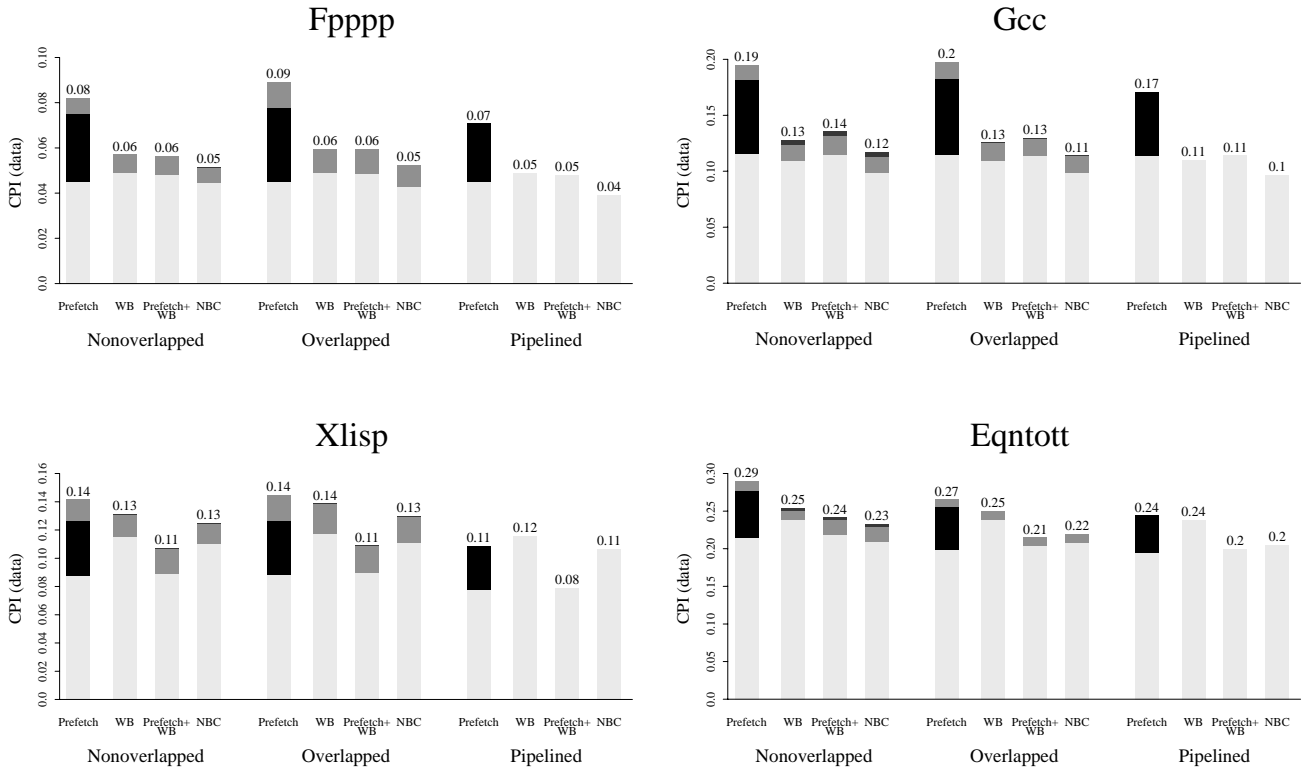 Fpppp
CPI (data)
0.0 0.02 0.04 0.06 0.08 0.10
0.08 0.06 0.06 0.05 0.09 0.06 0.06 0.05 0.07 0.05 0.05 0.04
Prefetch WB Prefetch+ NBC Prefetch WB Prefetch+ NBC Prefetch WB Prefetch+ NBC
WB WB WB
Nonoverlapped Overlapped Pipelined
Gcc
CPI (data)
0.0 0.05 0.10 0.15 0.20
0.19 0.13 0.14 0.12 0.2 0.13 0.13 0.11 0.17 0.11 0.11 0.1
Prefetch WB Prefetch+ NBC Prefetch WB Prefetch+ NBC Prefetch WB Prefetch+ NBC
WB WB WB
Nonoverlapped Overlapped Pipelined
Xlisp
CPI (data)
0.0 0.02 0.04 0.06 0.08 0.10 0.12 0.14 0.16
0.14 0.13 0.11 0.13 0.14 0.14 0.11 0.13 0.11 0.12 0.08 0.11
Prefetch WB Prefetch+ NBC Prefetch WB Prefetch+ NBC Prefetch WB Prefetch+ NBC
WB WB WB
Nonoverlapped Overlapped Pipelined
Eqntott
CPI (data)
0.0 0.05 0.10 0.15 0.20 0.25 0.30
0.29 0.25 0.24 0.23 0.27 0.25 0.21 0.22 0.24 0.24 0.2 0.2
Prefetch WB Prefetch+ NBC Prefetch WB Prefetch+ NBC Prefetch WB Prefetch+ NBC
WB WB WB
Nonoverlapped Overlapped Pipelined